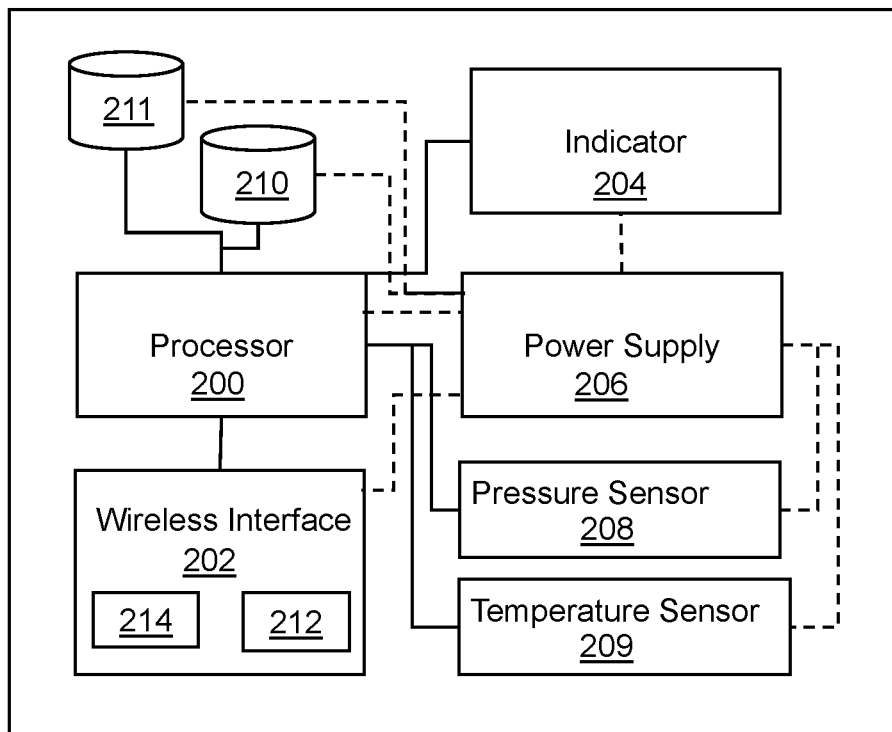 211
210
Indicator
204
Processor
200
Power Supply
206
Wireless Interface
202
214
212
Pressure Sensor
208
Temperature Sensor
209